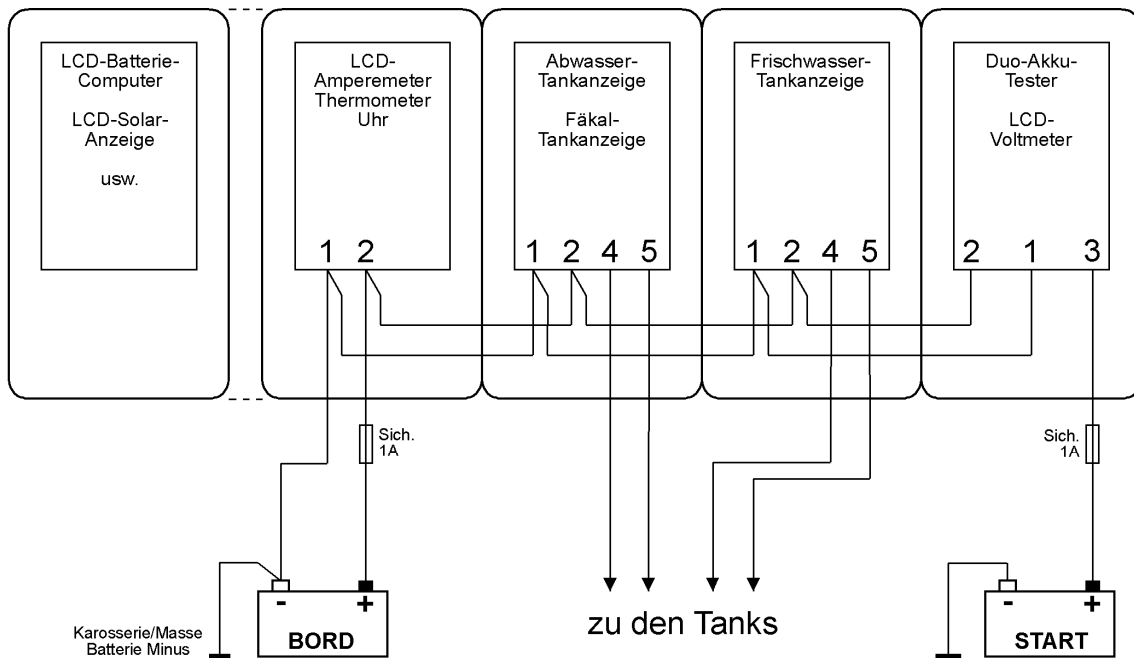 LCD-Batterie-
Computer
LCD-Solar-
Anzeige
usw.
LCD-
Amperemeter
Thermometer
Uhr
1 2
Abwasser-
Tankanzeige
Fäkal-
Tankanzeige
1 2 4 5
Frischwasser-
Tankanzeige
1 2 4 5
Duo-Akku-
Tester
LCD-
Voltmeter
2 1 3
Sich.
1A
Sich.
1A
- +
BORD
Karosserie/Masse
Batterie Minus
zu den Tanks
- +
START